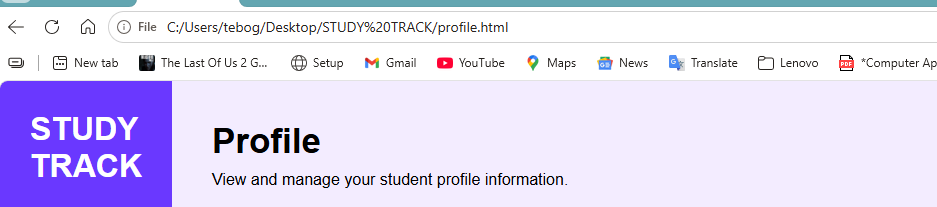 File C:/Users/tebog/Desktop/STUDY%20TRACK/profile.html
New tab The Last Of Us 2 G... Setup Gmail YouTube Maps News Translate Lenovo *Computer Ap
STUDY
TRACK
Profile
View and manage your student profile information.